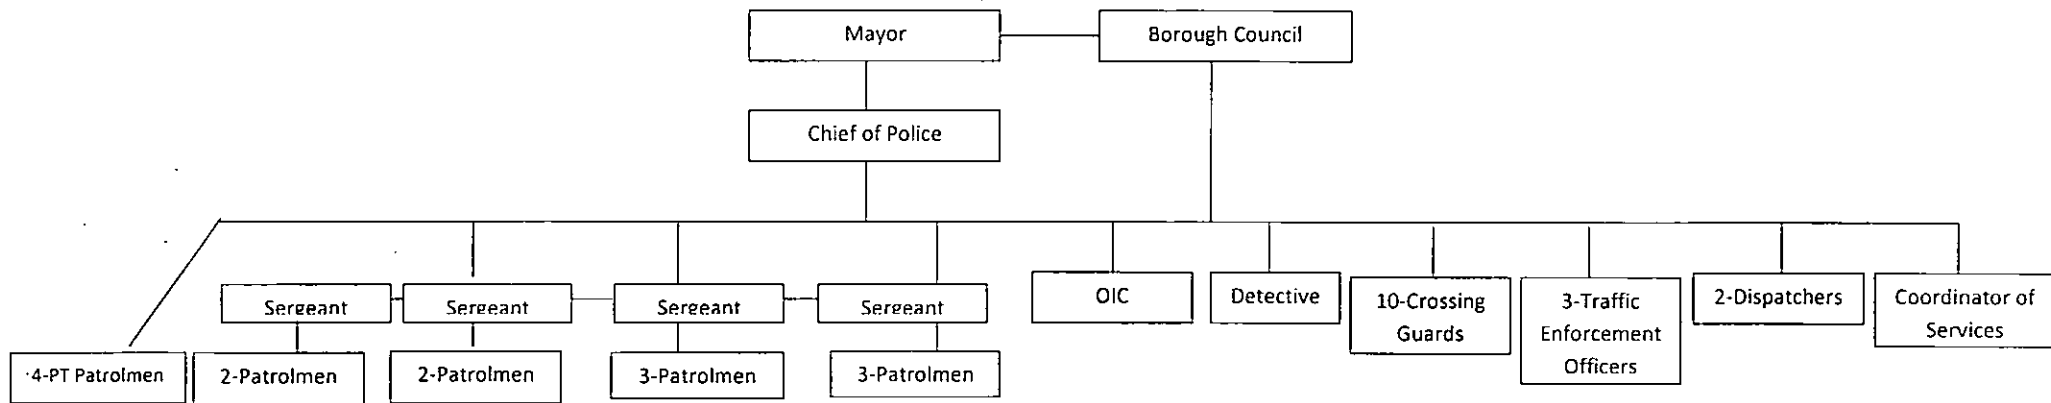 Mayor
Borough Council
Chief of Police
Sergeant
Sergeant
Sergeant
Sergeant
OIC
Detective
10-Crossing
Guards
3-Traffic
Enforcement
Officers
2-Dispatchers
Coordinator of
Services
4-PT Patrolmen
2-Patrolmen
2-Patrolmen
3-Patrolmen
3-Patrolmen